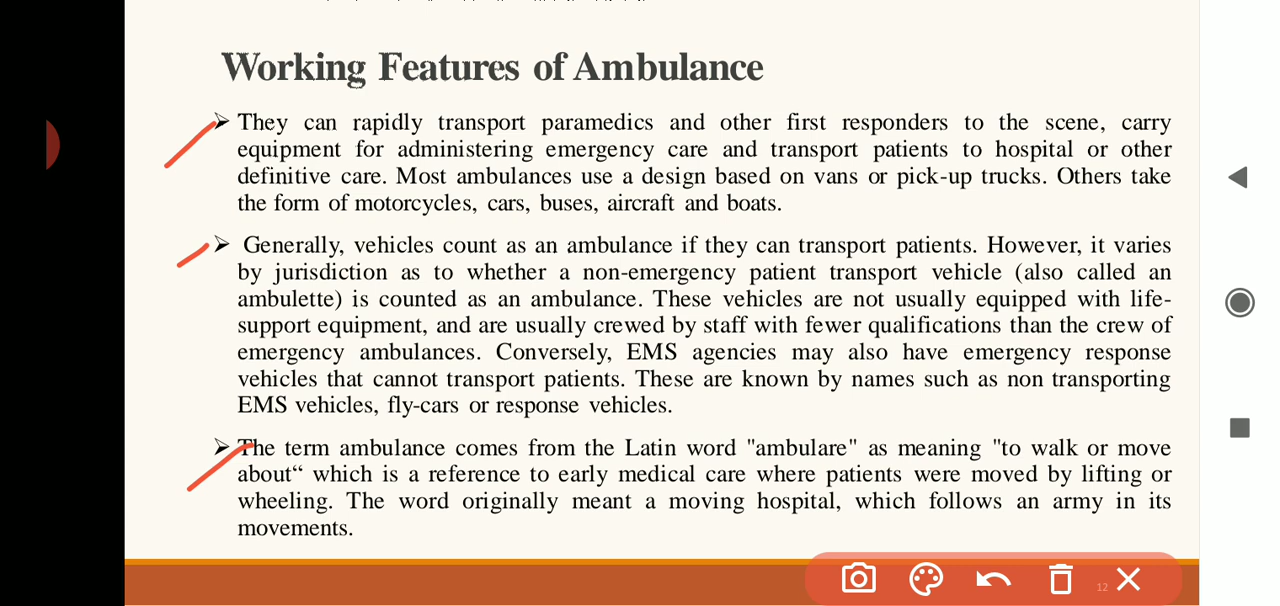 Working Features of Ambulance
➢ They can rapidly transport paramedics and other first responders to the scene, carry
equipment for administering emergency care and transport patients to hospital or other
definitive care. Most ambulances use a design based on vans or pick-up trucks. Others take
the form of motorcycles, cars, buses, aircraft and boats.
➢ Generally, vehicles count as an ambulance if they can transport patients. However, it varies
by jurisdiction as to whether a non-emergency patient transport vehicle (also called an
ambulette) is counted as an ambulance. These vehicles are not usually equipped with life-
support equipment, and are usually crewed by staff with fewer qualifications than the crew of
emergency ambulances. Conversely, EMS agencies may also have emergency response
vehicles that cannot transport patients. These are known by names such as non transporting
EMS vehicles, fly-cars or response vehicles.
➢ The term ambulance comes from the Latin word "ambulare" as meaning "to walk or move
about“ which is a reference to early medical care where patients were moved by lifting or
wheeling. The word originally meant a moving hospital, which follows an army in its
movements.
12